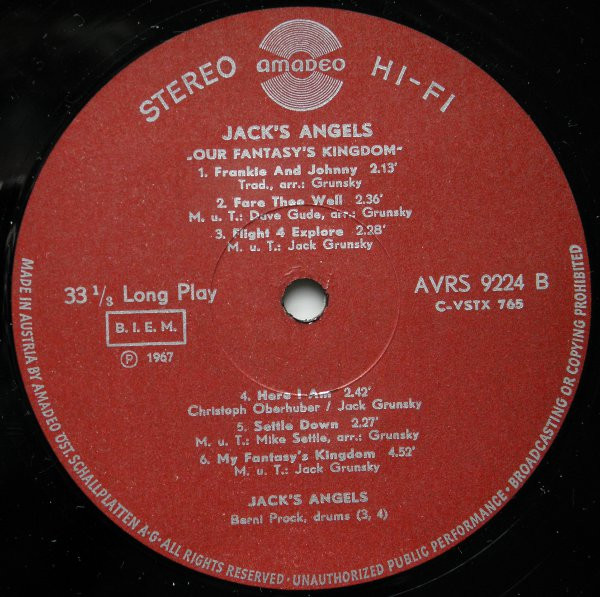 STEREO
amadeo
HI-FI
JACK'S ANGELS
„OUR FANTASY'S KINGDOM"
1. Frankie And Johnny 2.13'
Trad., arr.: Grunsky
2. Fare Thee Well 2.36'
M. u. T.: Dave Gude, arr.: Grunsky
3. Flight 4 Explore 2.28'
M. u. T.: Jack Grunsky
33 1/3 Long Play
B. I. E. M.
Ⓟ 1967
AVRS 9224 B
C-VSTX 765
4. Here I Am 2.42'
Christoph Oberhuber / Jack Grunsky
5. Settle Down 2.27'
M. u. T.: Mike Settle, arr.: Grunsky
6. My Fantasy's Kingdom 4.52'
M. u. T.: Jack Grunsky
JACK'S ANGELS
Berni Prock, drums (3, 4)
MADE IN AUSTRIA BY AMADEO ÖST. SCHALLPLATTEN A·G·ALL RIGHTS RESERVED · UNAUTHORIZED PUBLIC PERFORMANCE · BROADCASTING OR COPYING PROHIBITED